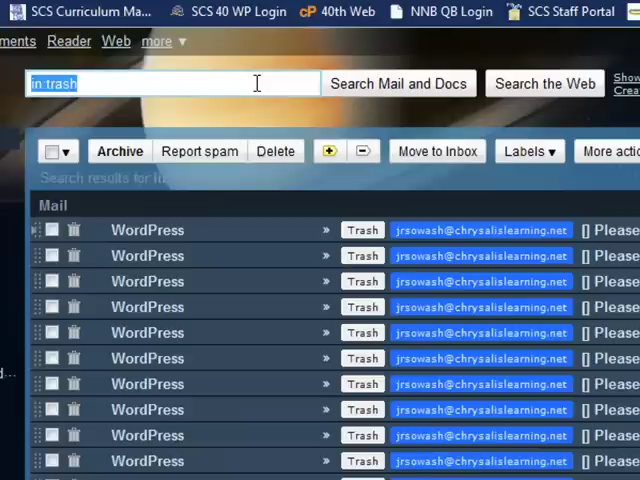 SCS Curriculum Ma... SCS 40 WP Login cP 40th Web NNB QB Login SCS Staff Portal
ments Reader Web more ▼
in:trash Search Mail and Docs Search the Web Show
Crea
Archive Report spam Delete Move to Inbox Labels ▼ More actio
Search results for
Mail
WordPress » Trash jrsowash@chrysalislearning.net [] Please
WordPress » Trash jrsowash@chrysalislearning.net [] Please
WordPress » Trash jrsowash@chrysalislearning.net [] Please
WordPress » Trash jrsowash@chrysalislearning.net [] Please
WordPress » Trash jrsowash@chrysalislearning.net [] Please
d... WordPress » Trash jrsowash@chrysalislearning.net [] Please
WordPress » Trash jrsowash@chrysalislearning.net [] Please
WordPress » Trash jrsowash@chrysalislearning.net [] Please
WordPress » Trash jrsowash@chrysalislearning.net [] Please
WordPress » Trash jrsowash@chrysalislearning.net [] Please